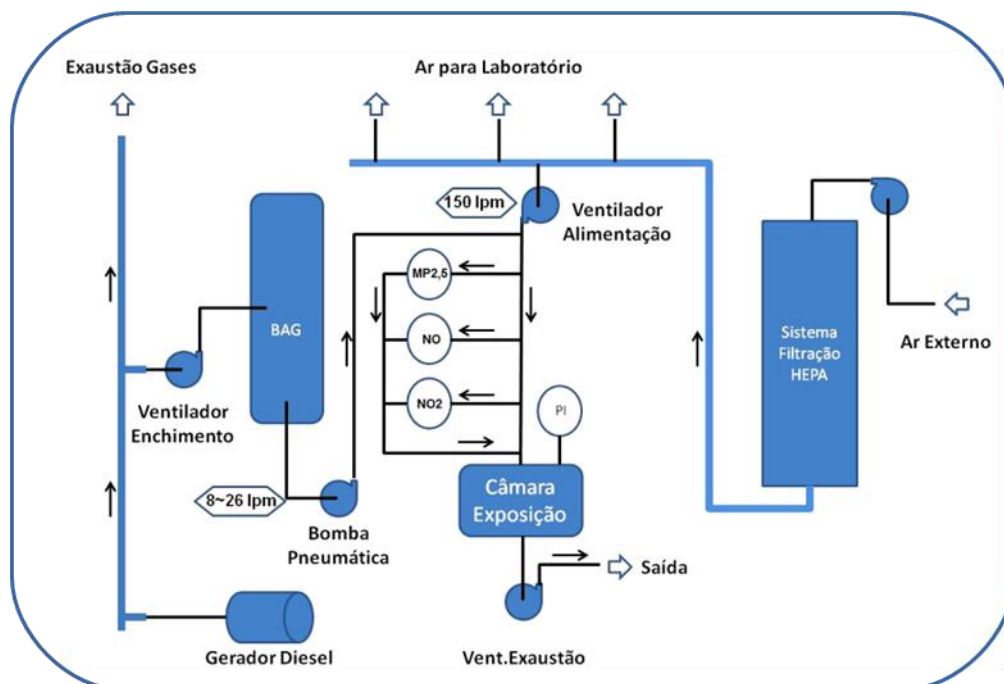 Exaustão Gases
Ar para Laboratório
150 lpm
Ventilador
Alimentação
MP2,5
BAG
NO
Sistema
Filtração
HEPA
Ar Externo
NO2
PI
Ventilador
Enchimento
Câmara
Exposição
8~26 lpm
Bomba
Pneumática
Saída
Gerador Diesel
Vent.Exaustão